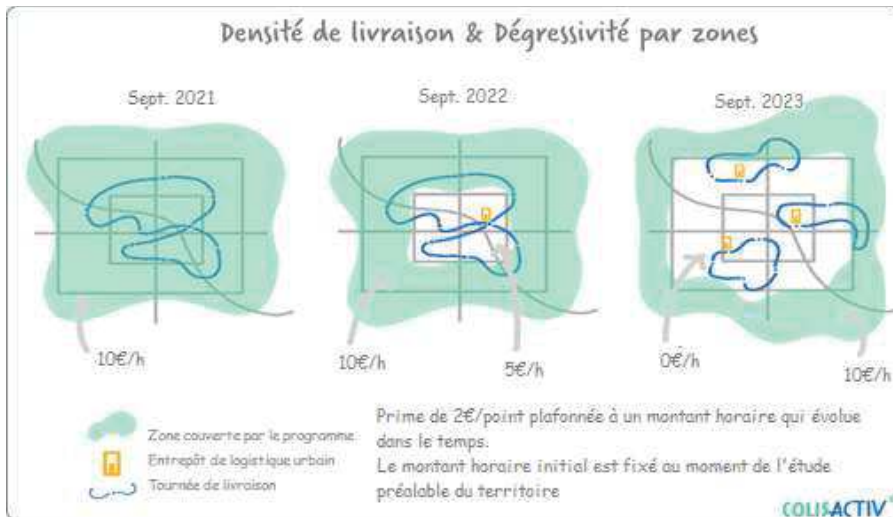 Densité de livraison & Dégressivité par zones
Sept. 2021
Sept. 2022
Sept. 2023
10€/h
10€/h
5€/h
0€/h
10€/h
Zone couverte par le programme
Entrepôt de logistique urbain
Tournée de livraison
Prime de 2€/point plafonnée à un montant horaire qui évolue
dans le temps.
Le montant horaire initial est fixé au moment de l'étude
préalable du territoire
COLISACTIV'